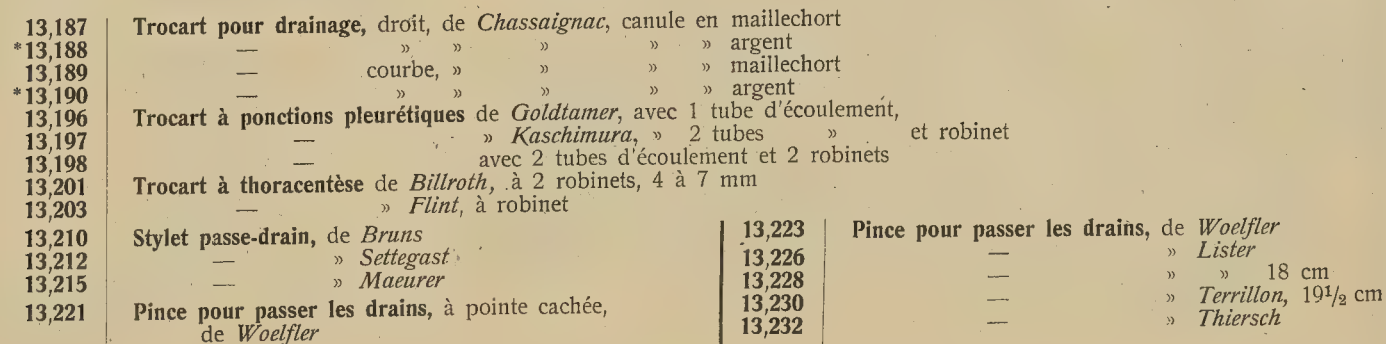 13,187 Trocart pour drainage, droit, de Chassaignac, canule en maillechort
*13,188 — » » » » » argent
13,189 — courbe, » » » » maillechort
*13,190 — » » » » » argent
13,196 Trocart à ponctions pleurétiques de Goldtamer, avec 1 tube d'écoulement,
13,197 — » Kaschimura, » 2 tubes » et robinet
13,198 — avec 2 tubes d'écoulement et 2 robinets
13,201 Trocart à thoracentèse de Billroth, à 2 robinets, 4 à 7 mm
13,203 — » Flint, à robinet
13,210 Stylet passe-drain, de Bruns
13,212 — » Settegast
13,215 — » Maeurer
13,221 Pince pour passer les drains, à pointe cachée,
de Woelfler
13,223 Pince pour passer les drains, de Woelfler
13,226 — » Lister
13,228 — » » 18 cm
13,230 — » Terrillon, 19 1/2 cm
13,232 — » Thiersch